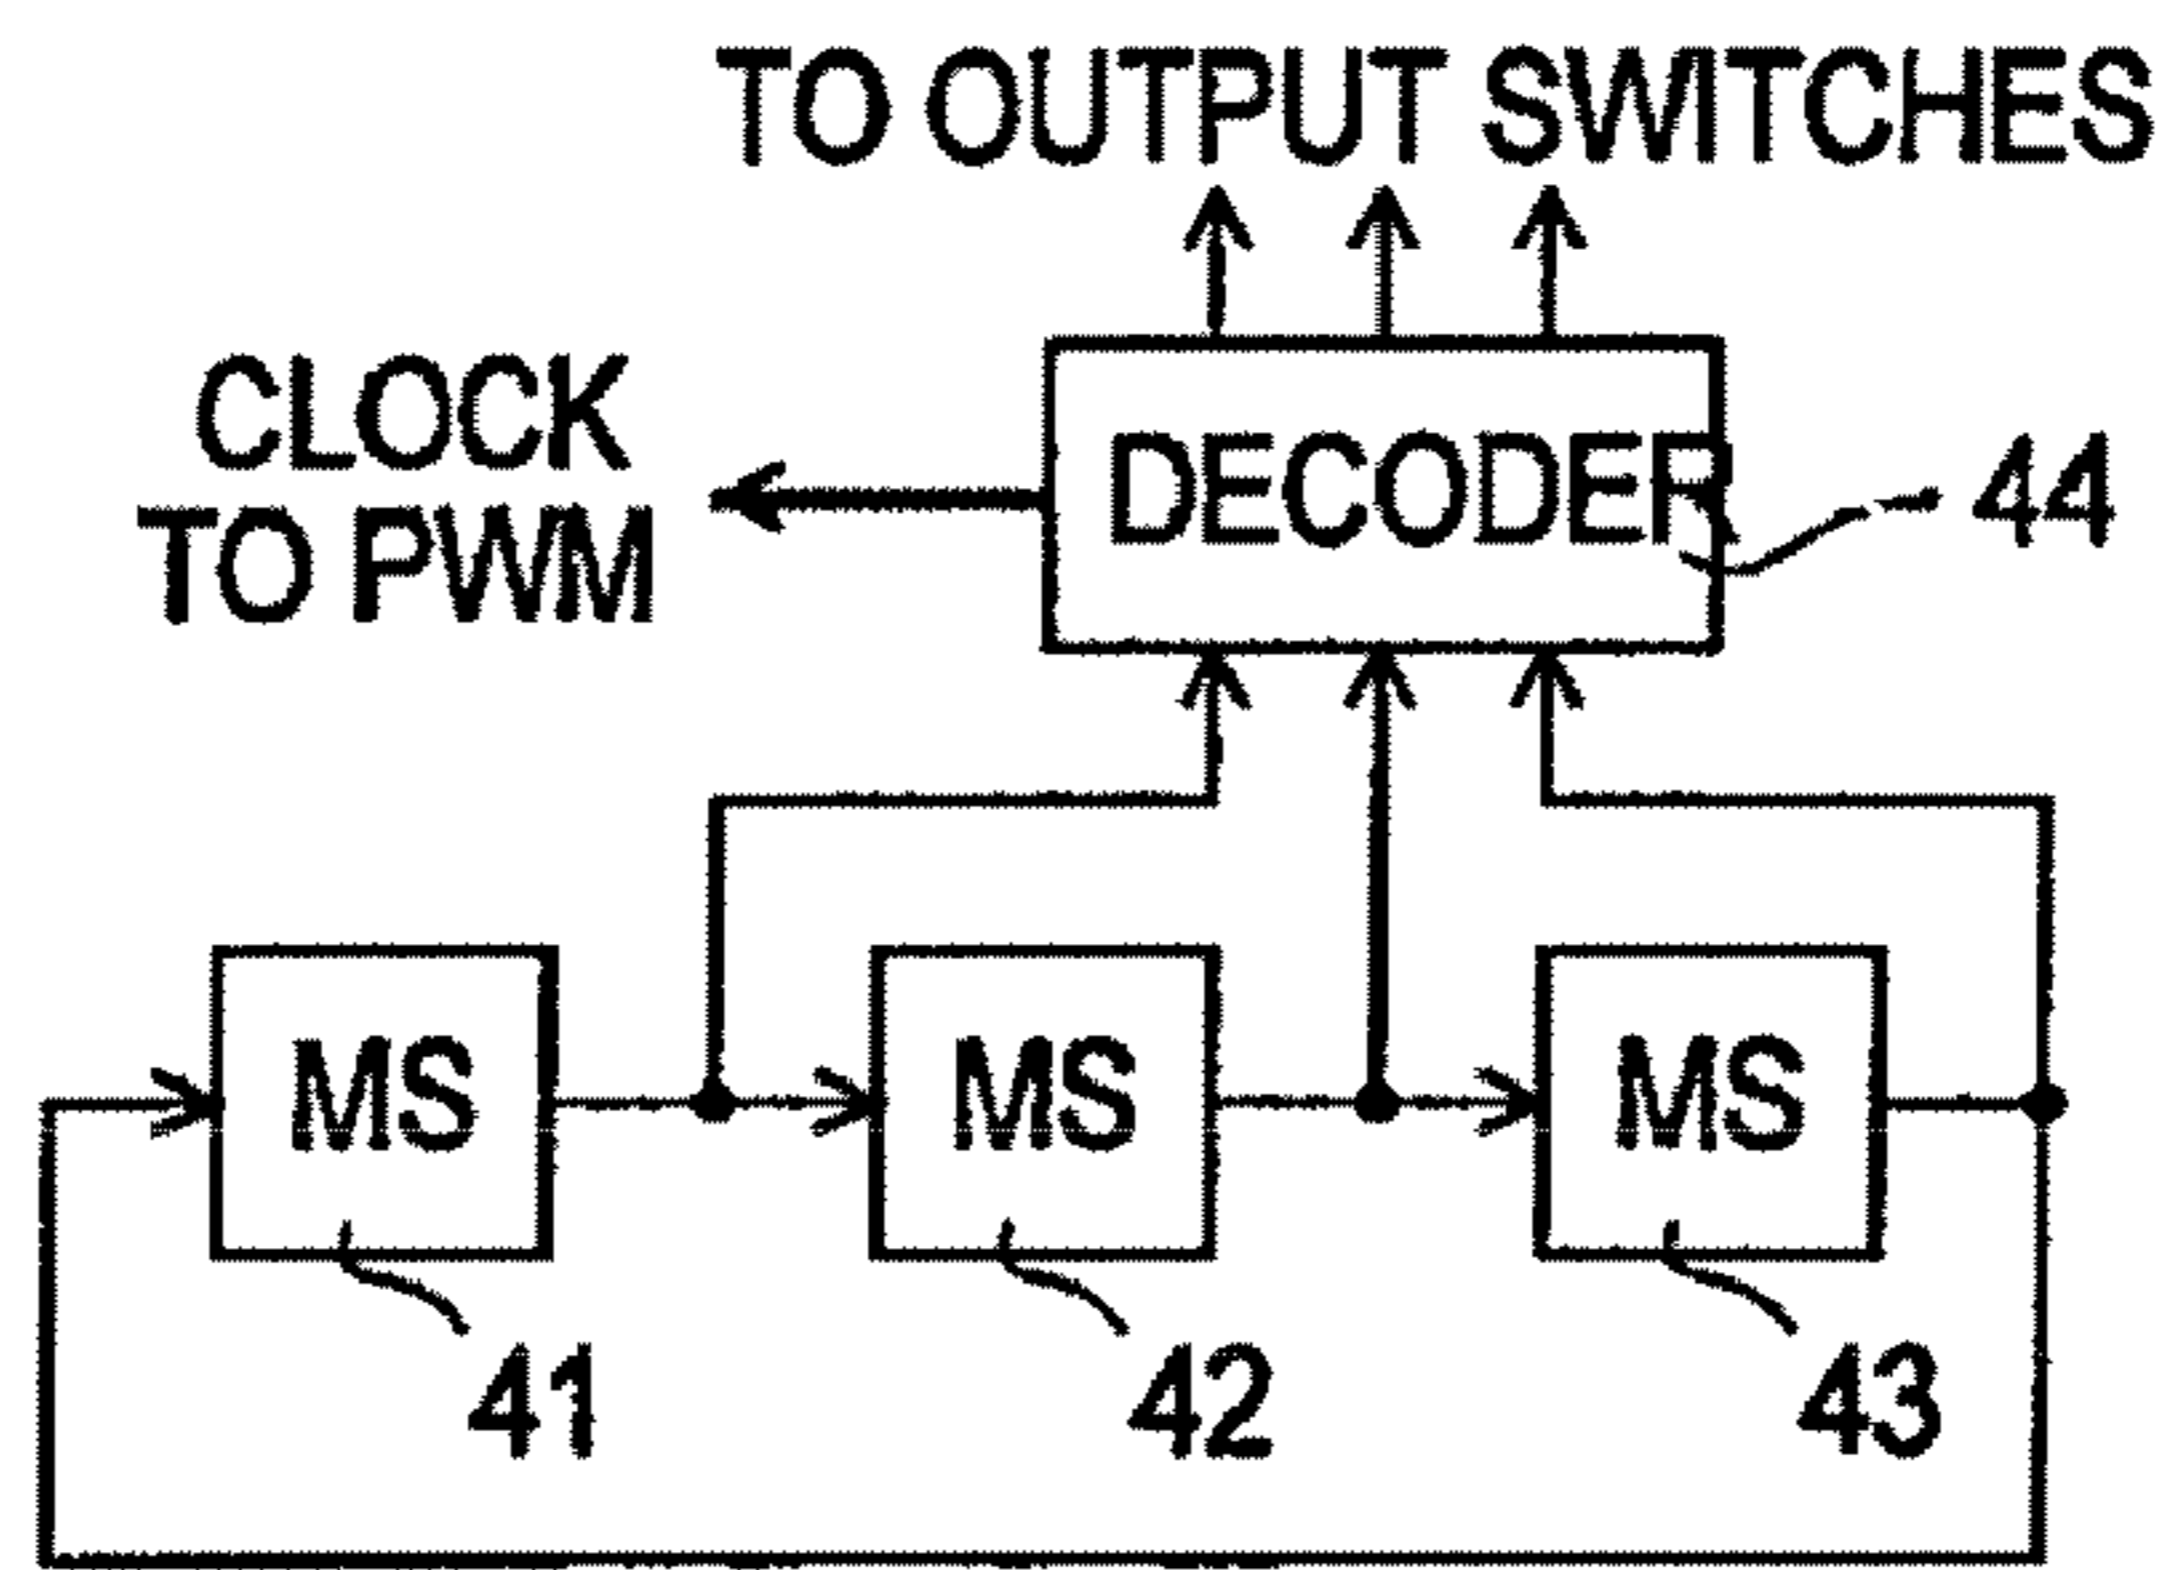 TO OUTPUT SWITCHES
CLOCK
TO PWM
DECODER
44
MS
MS
MS
41
42
43